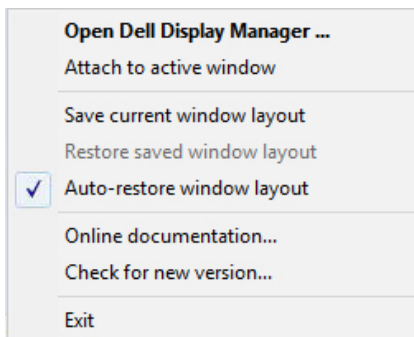 Open Dell Display Manager ...
Attach to active window
Save current window layout
Restore saved window layout
Auto-restore window layout
Online documentation...
Check for new version...
Exit